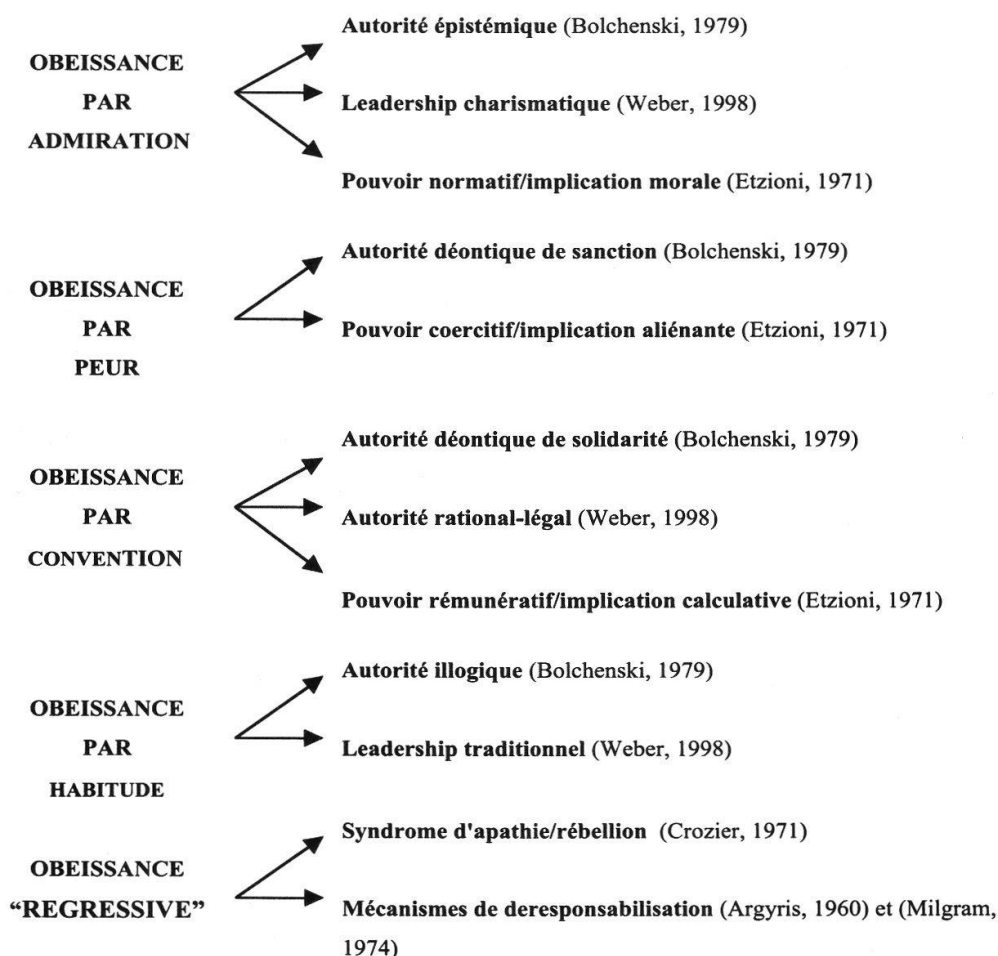 Autorité épistémique (Bolchenski, 1979)
OBEISSANCE
PAR
ADMIRATION
Leadership charismatique (Weber, 1998)
Pouvoir normatif/implication morale (Etzioni, 1971)
Autorité déontique de sanction (Bolchenski, 1979)
OBEISSANCE
PAR
PEUR
Pouvoir coercitif/implication aliénante (Etzioni, 1971)
Autorité déontique de solidarité (Bolchenski, 1979)
OBEISSANCE
PAR
CONVENTION
Autorité rational-légal (Weber, 1998)
Pouvoir rémunératif/implication calculative (Etzioni, 1971)
Autorité illogique (Bolchenski, 1979)
OBEISSANCE
PAR
HABITUDE
Leadership traditionnel (Weber, 1998)
Syndrome d'apathie/rébellion (Crozier, 1971)
OBEISSANCE
“REGRESSIVE”
Mécanismes de deresponsabilisation (Argyris, 1960) et (Milgram,
1974)